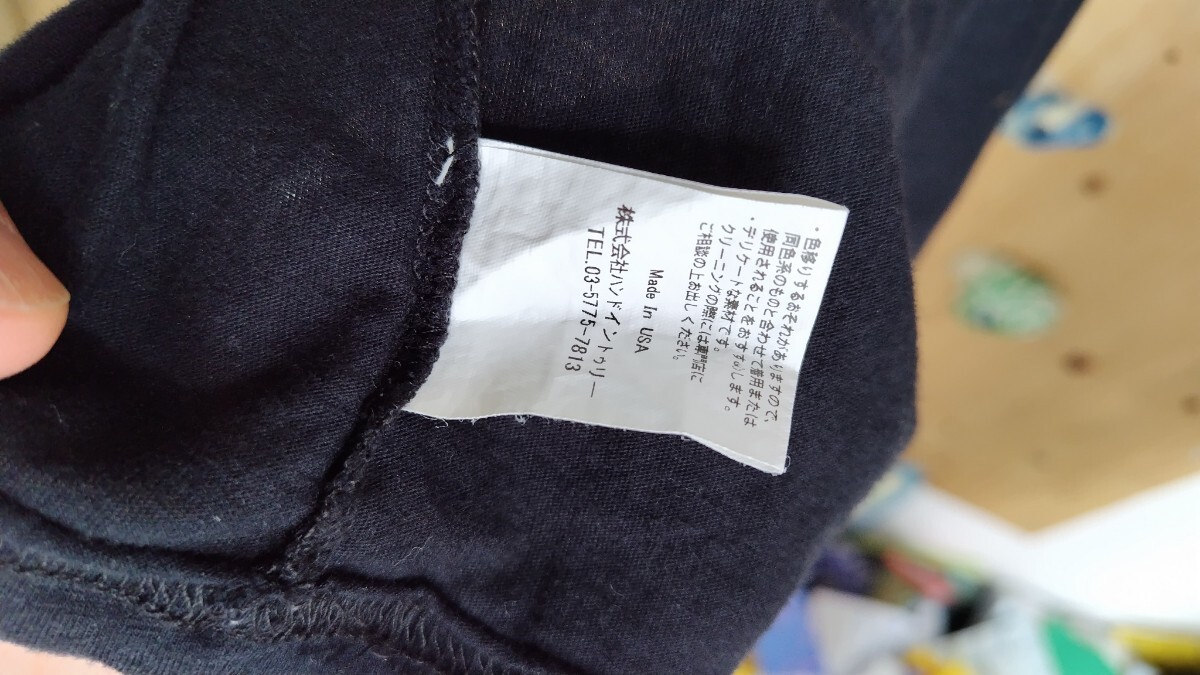 ・色移りするおそれがありますので、
同色系のものと合わせて着用または
使用されることをおすすめします。
・デリケートな素材です。
クリーニングの際には専門店に
ご相談の上お出しください。
Made In USA
株式会社ハンドイントゥリー
TEL.03-5775-7813